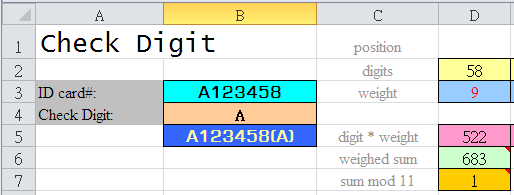 A B C D
1 Check Digit position
2 digits 58
3 ID card#: A123458 weight 9
4 Check Digit: A
5 A123458(A) digit * weight 522
6 weighed sum 683
7 sum mod 11 1